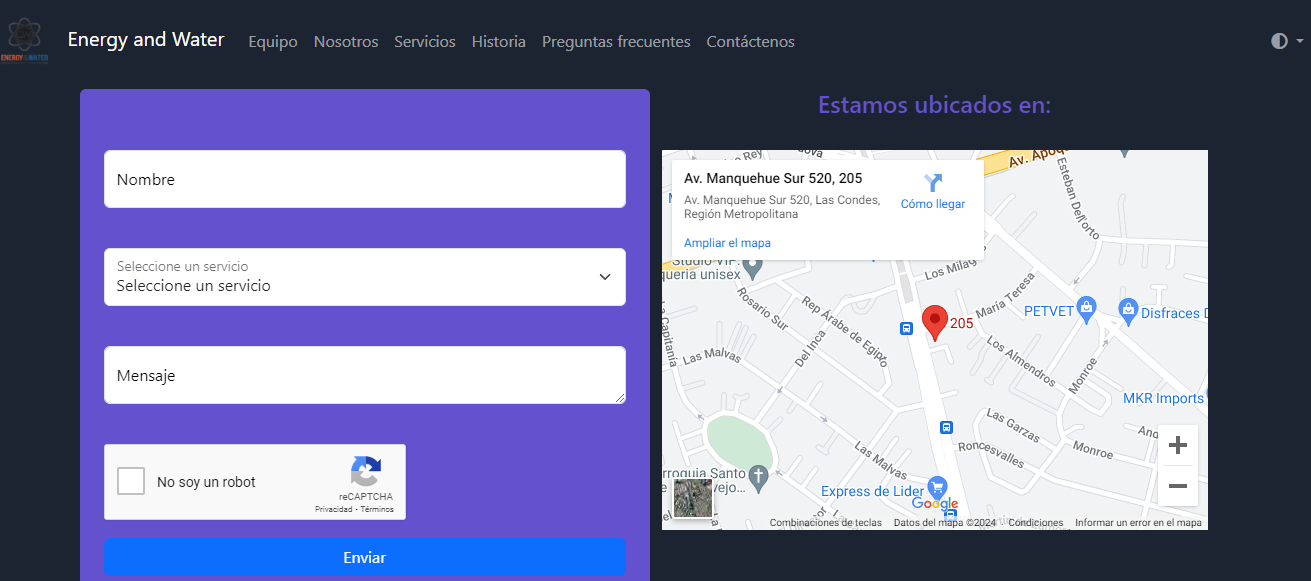 ENERGY & WATER
Energy and Water
Equipo
Nosotros
Servicios
Historia
Preguntas frecuentes
Contáctenos
Nombre
Seleccione un servicio
Seleccione un servicio
Mensaje
No soy un robot
reCAPTCHA
Privacidad - Términos
Enviar
Estamos ubicados en:
Av. Manquehue Sur 520, 205
Av. Manquehue Sur 520, Las Condes,
Región Metropolitana
Cómo llegar
Ampliar el mapa
Rey
Av. Apoq
Esteban Dell'orto
Studio VIP.
queria unisex
Los Milag
Rosario Sur
Rep Árabe de Egipto
María Teresa
PETVET
Disfraces D
205
La Capitanía
Las Malvas
Del Inca
Los Almendros
Monroe
MKR Imports
Las Garzas
And
Monroe
Roncesvalles
Las Malvas
rroquia Santo
vejo...
Express de Lider
Google
Combinaciones de teclas
Datos del mapa ©2024
Condiciones
Informar un error en el mapa